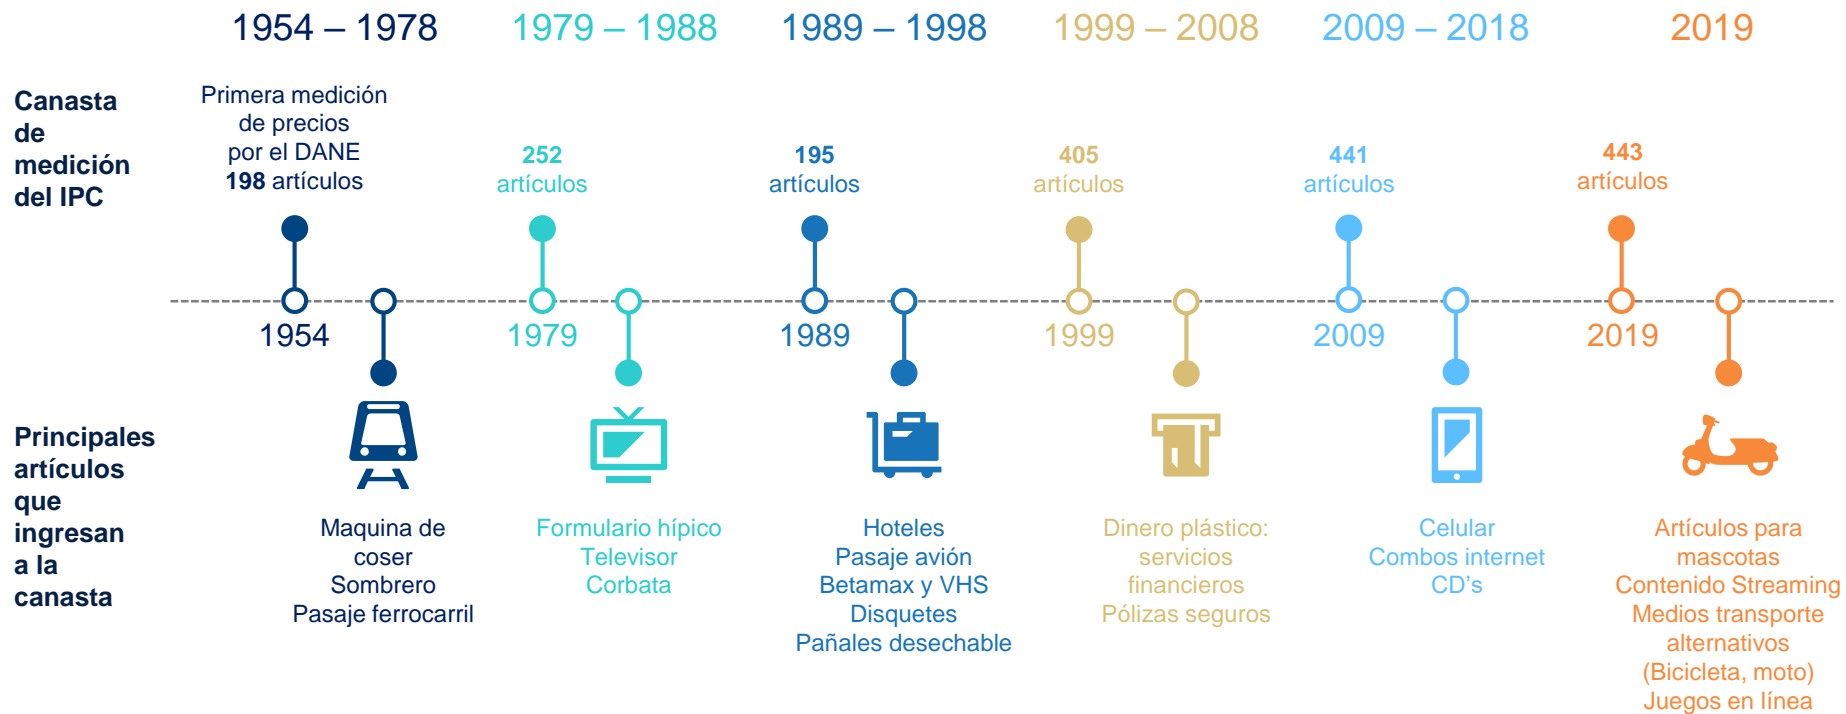 1954 – 1978
1979 – 1988
1989 – 1998
1999 – 2008
2009 – 2018
2019
Canasta
de
medición
del IPC
Primera medición
de precios
por el DANE
198 artículos
252
artículos
195
artículos
405
artículos
441
artículos
443
artículos
1954
1979
1989
1999
2009
2019
Principales
artículos
que
ingresan
a la
canasta
Maquina de
coser
Sombrero
Pasaje ferrocarril
Formulario hípico
Televisor
Corbata
Hoteles
Pasaje avión
Betamax y VHS
Disquetes
Pañales desechable
Dinero plástico:
servicios
financieros
Pólizas seguros
Celular
Combos internet
CD’s
Artículos para
mascotas
Contenido Streaming
Medios transporte
alternativos
(Bicicleta, moto)
Juegos en línea